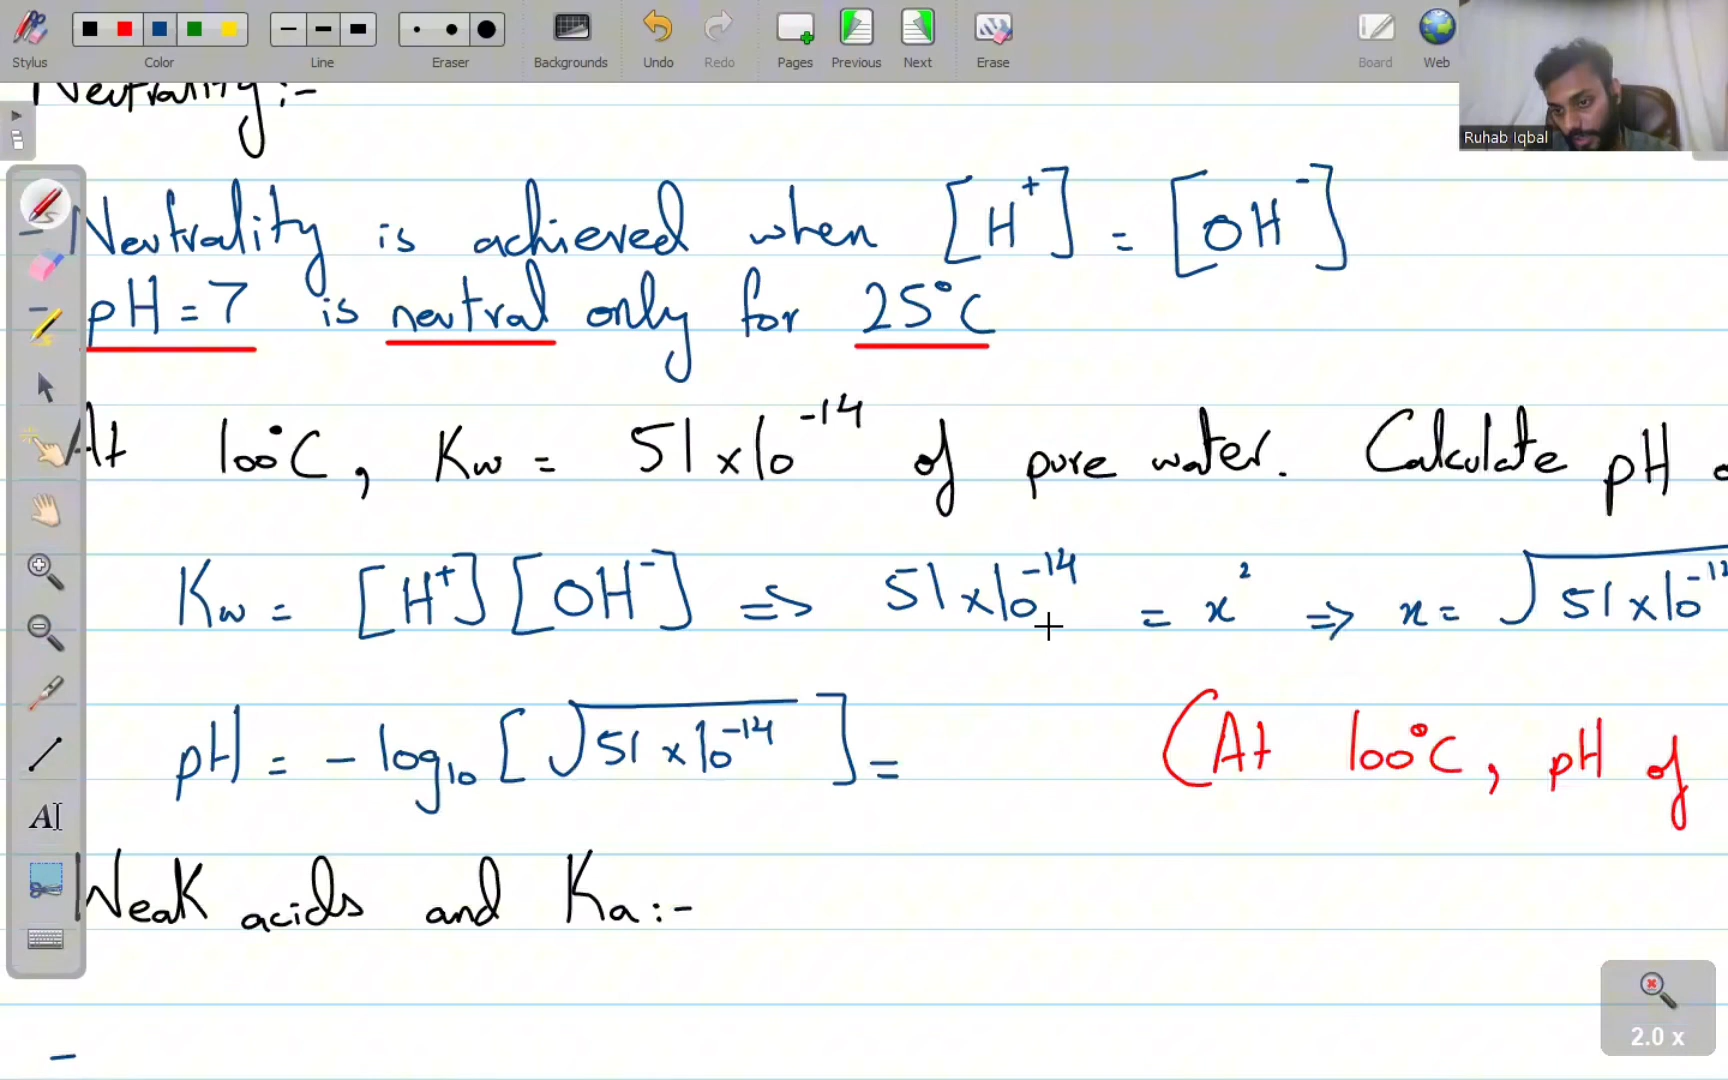 Stylus Color Line Eraser Backgrounds Undo Redo Pages Previous Next Erase Board Web
Ruhab Iqbal
Neutrality:-
- Neutrality is achieved when [H⁺] = [OH⁻]
- pH = 7 is neutral only for 25°C
At 100°C, Kw = 51 x 10⁻¹⁴ of pure water. Calculate pH
Kw = [H⁺][OH⁻] => 51 x 10⁻¹⁴ = x² => x = √51 x 10
pH = - log₁₀ [√51 x 10⁻¹⁴] =
(At 100°C, pH of
Weak acids and Ka:-
-
AI
2.0 x